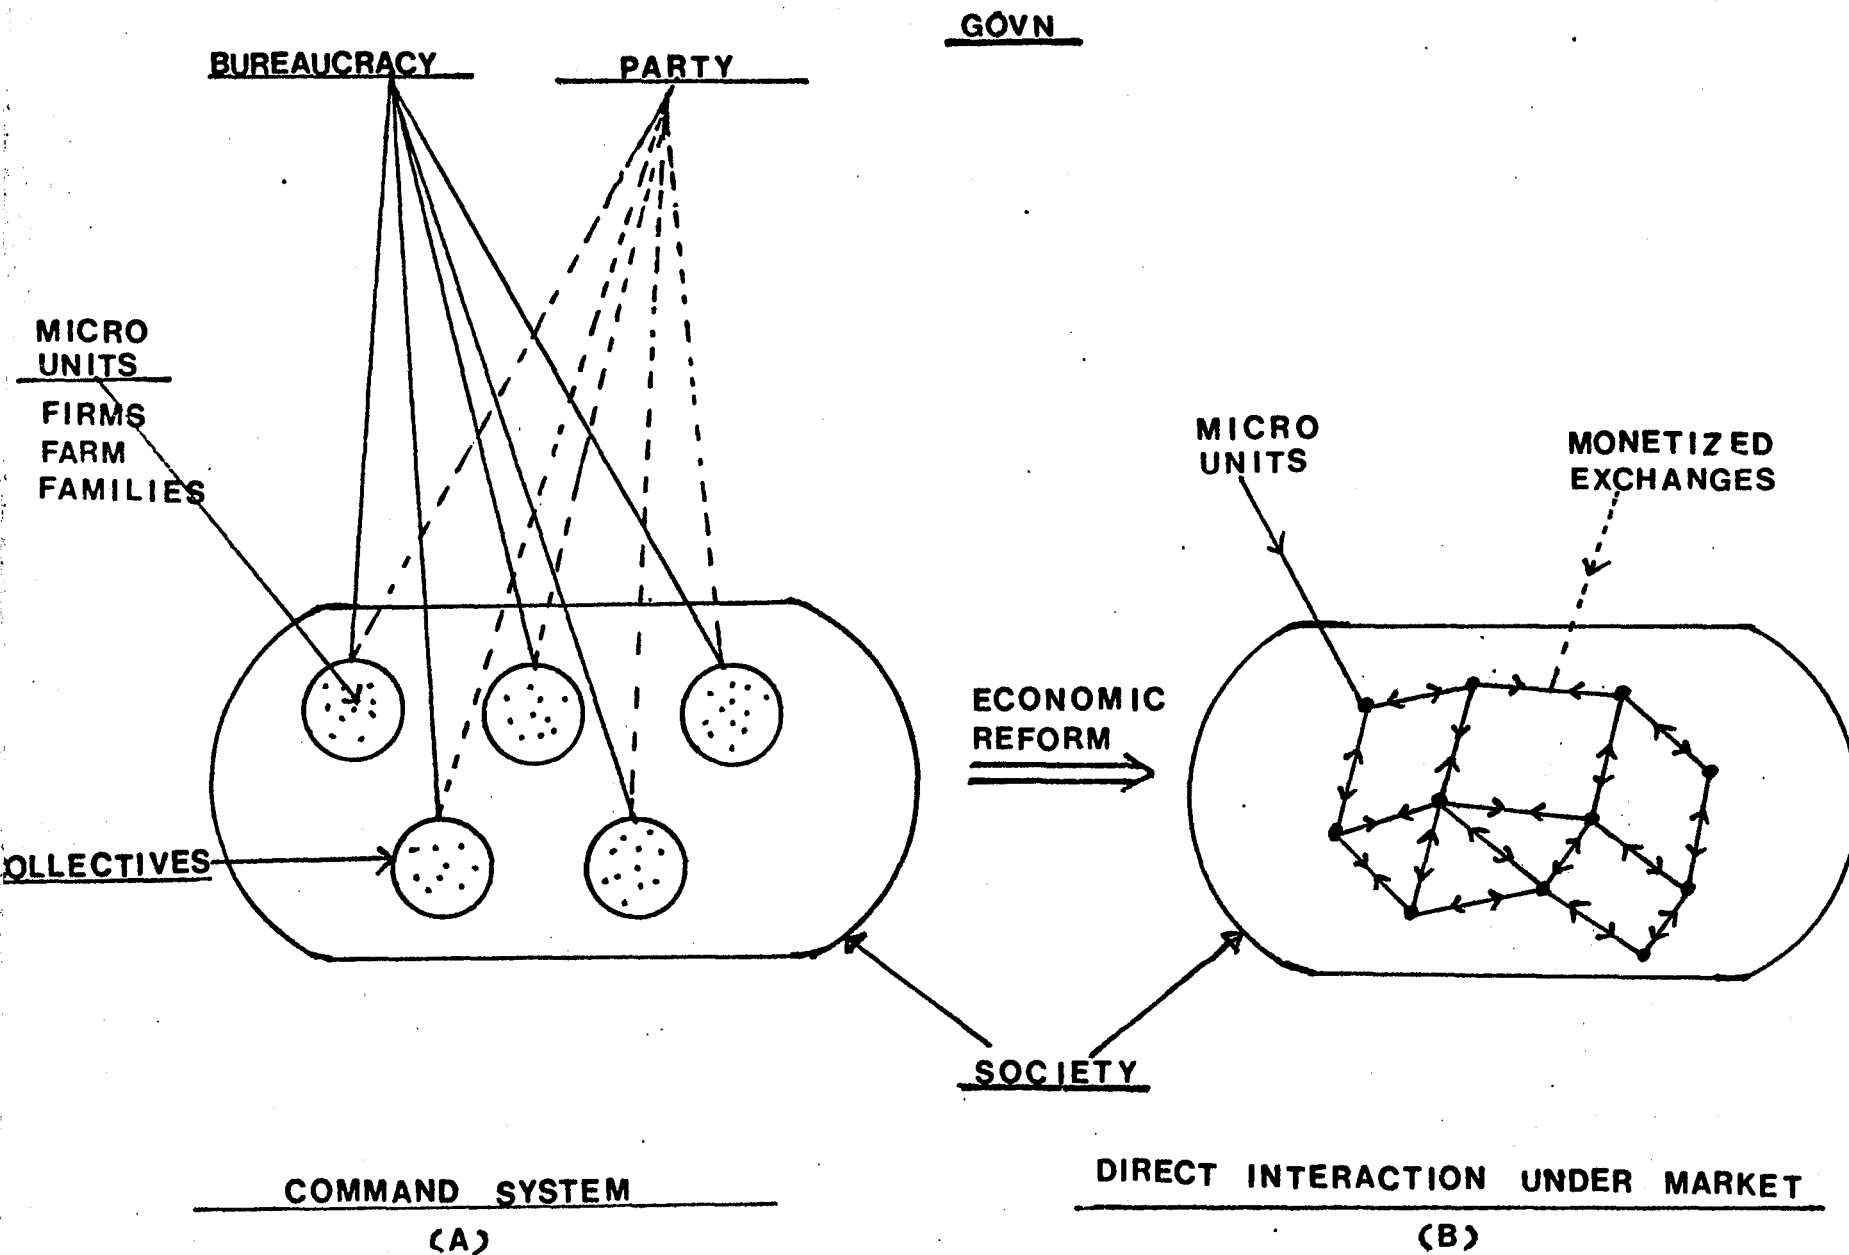 GOVN
BUREAUCRACY
PARTY
MICRO
UNITS
FIRMS
FARM
FAMILIES
OLLECTIVES
ECONOMIC
REFORM
MICRO
UNITS
MONETIZED
EXCHANGES
SOCIETY
COMMAND SYSTEM
(A)
DIRECT INTERACTION UNDER MARKET
(B)